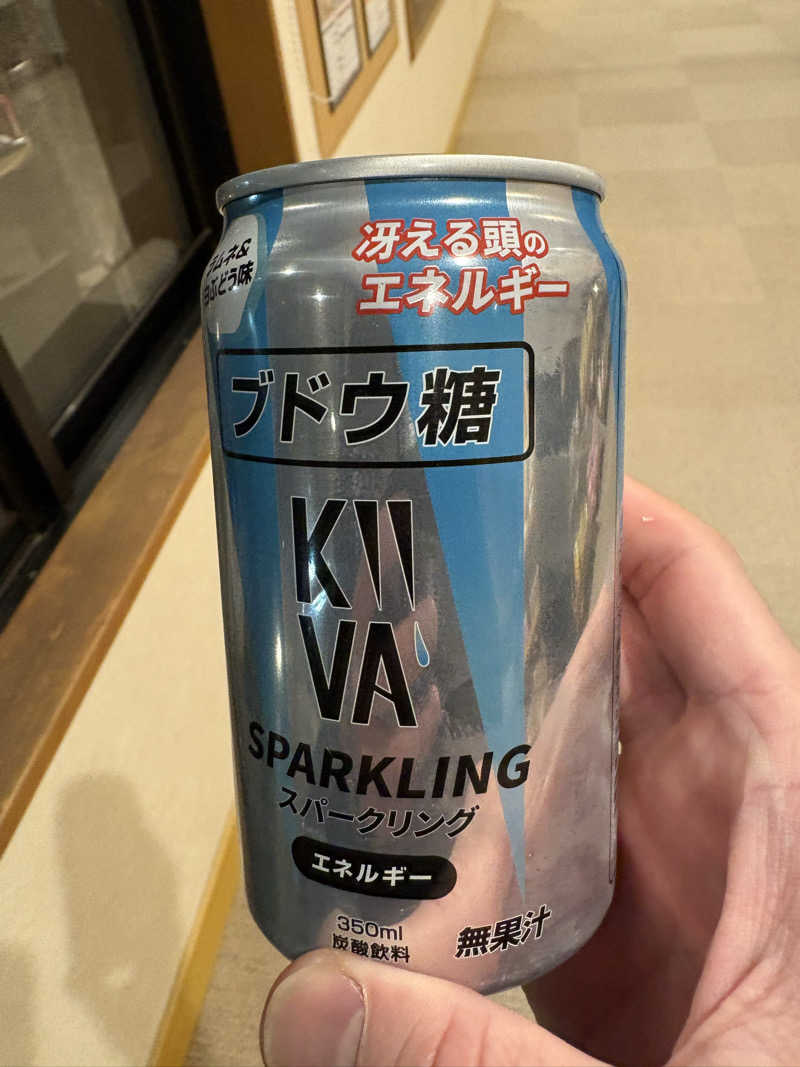 ラムネ&
白ぶどう味
冴える頭の
エネルギー
ブドウ糖
KII
VA
SPARKLING
スパークリング
エネルギー
350ml
炭酸飲料
無果汁